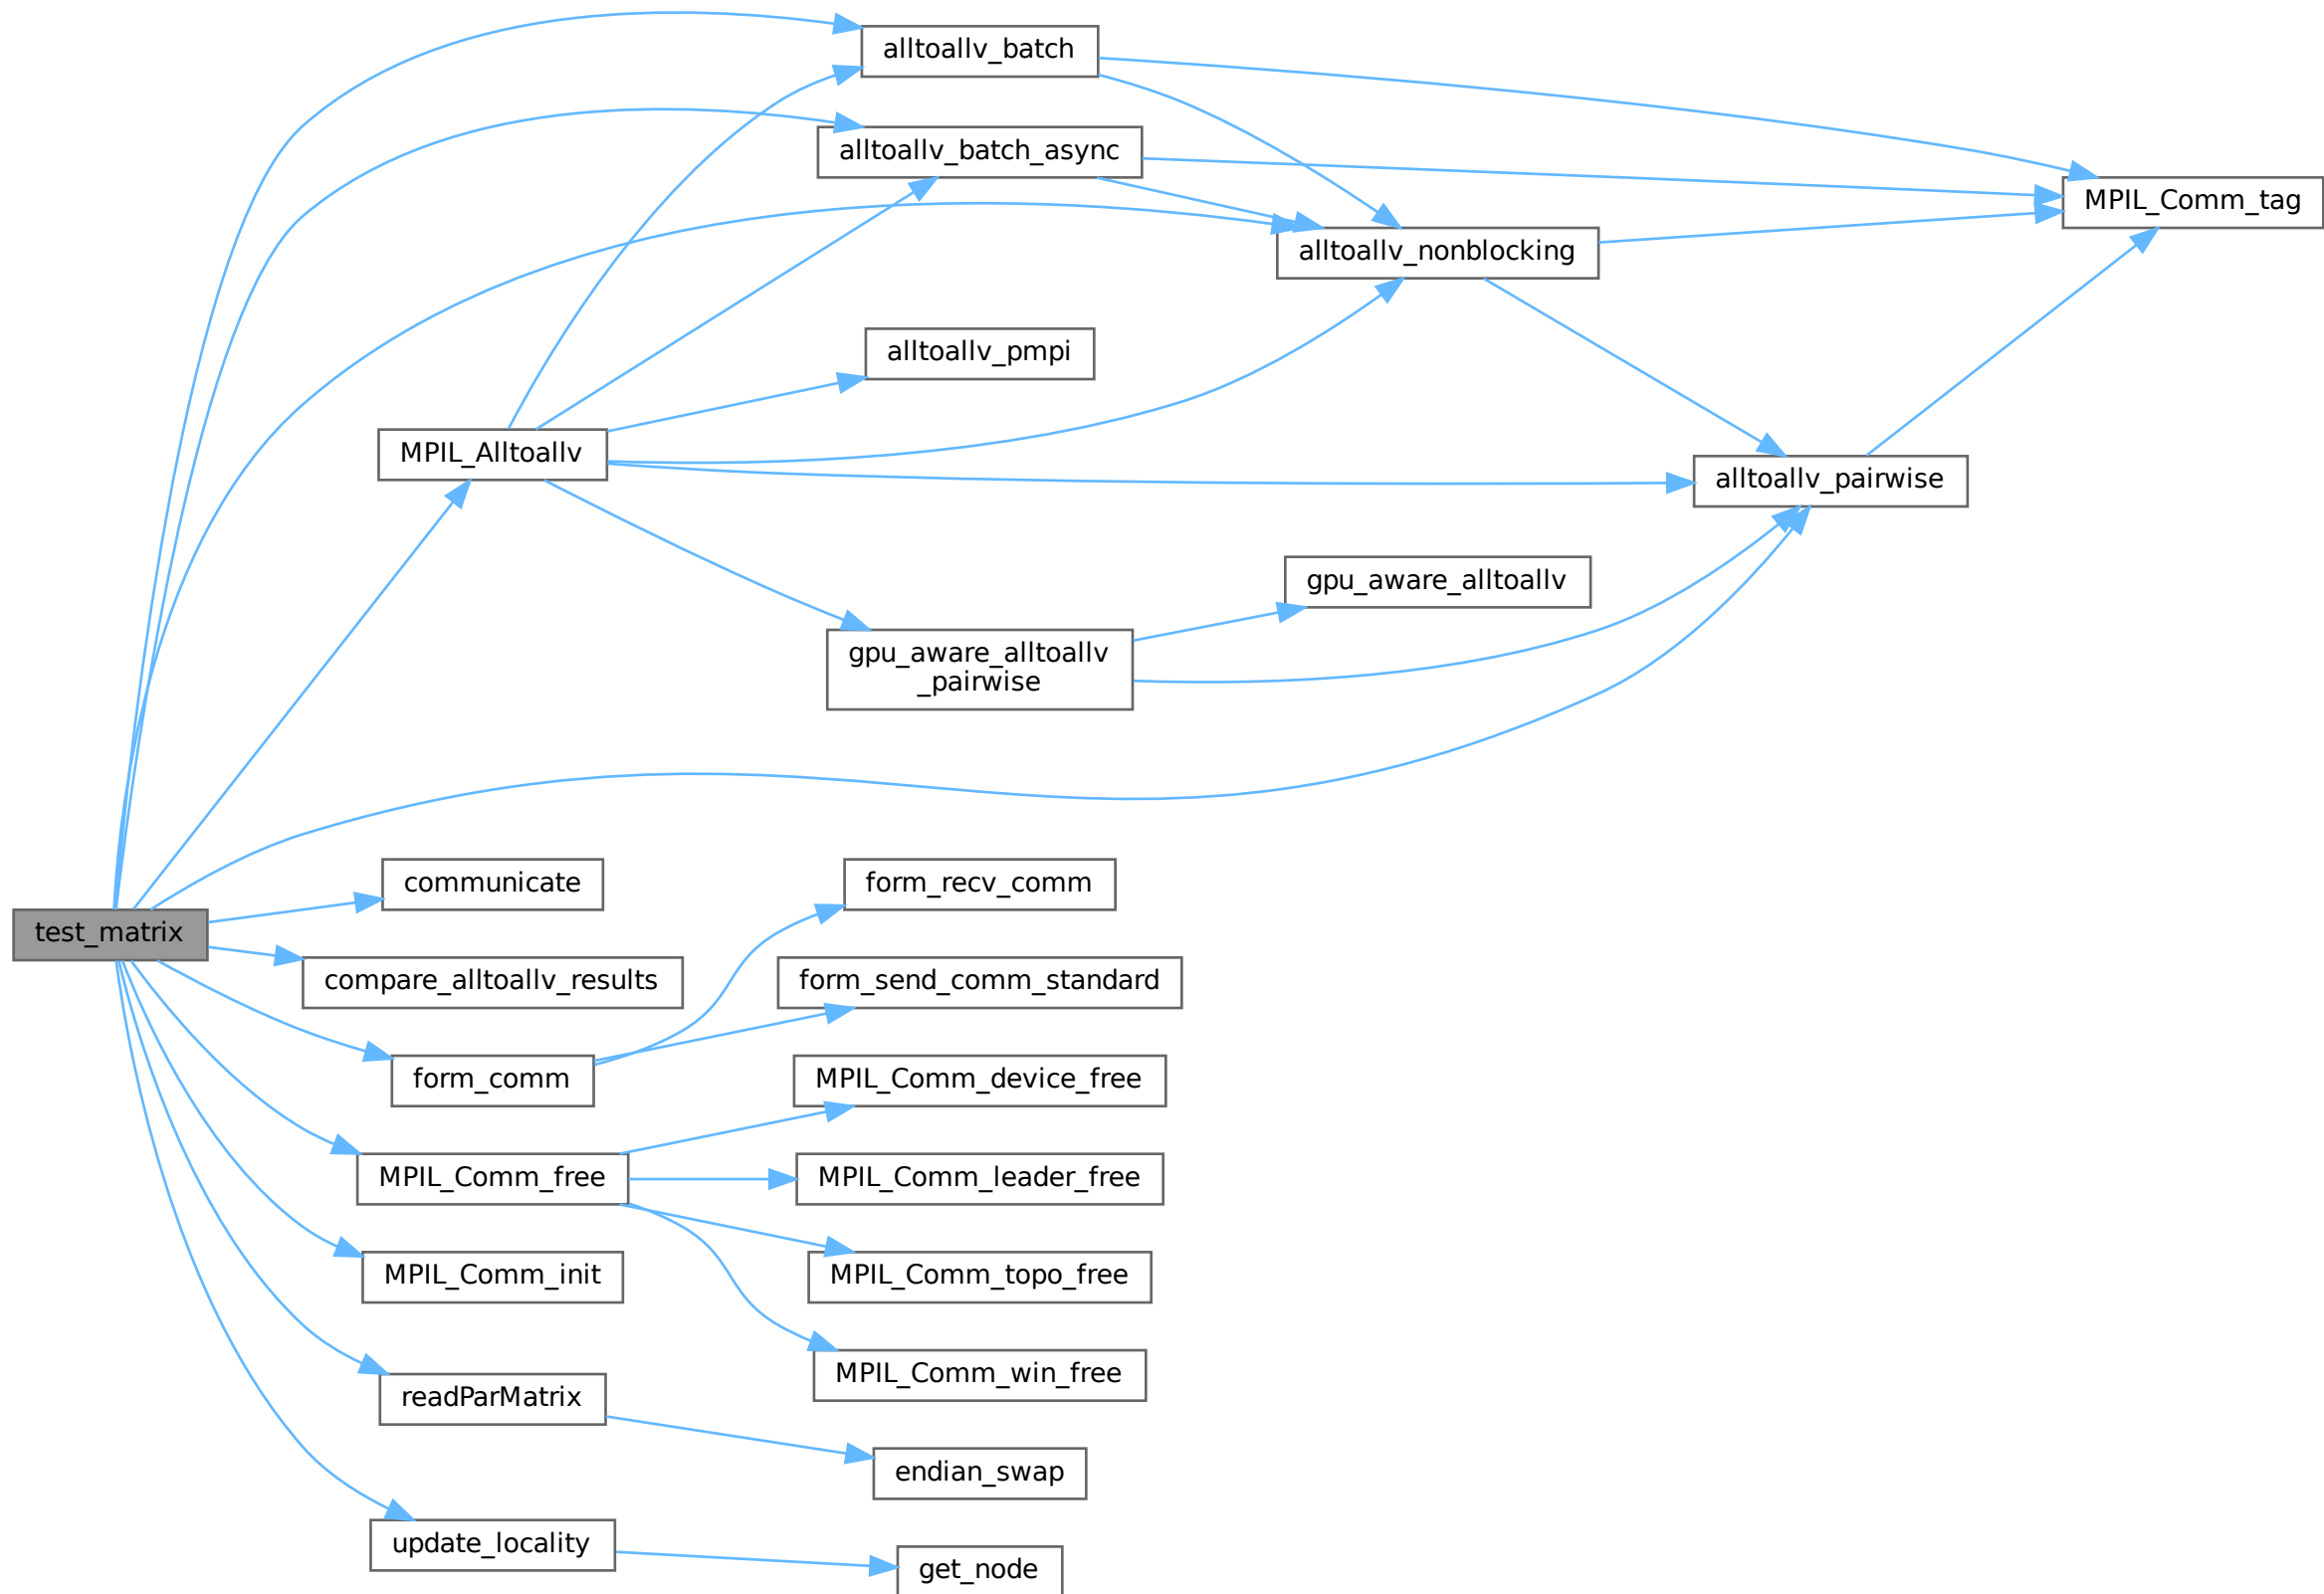 alltoallv_batch
alltoallv_batch_async
MPIL_Comm_tag
alltoallv_nonblocking
alltoallv_pmpi
MPIL_Alltoallv
alltoallv_pairwise
gpu_aware_alltoallv
gpu_aware_alltoallv
_pairwise
communicate
form_recv_comm
test_matrix
compare_alltoallv_results
form_send_comm_standard
form_comm
MPIL_Comm_device_free
MPIL_Comm_free
MPIL_Comm_leader_free
MPIL_Comm_init
MPIL_Comm_topo_free
MPIL_Comm_win_free
readParMatrix
endian_swap
update_locality
get_node